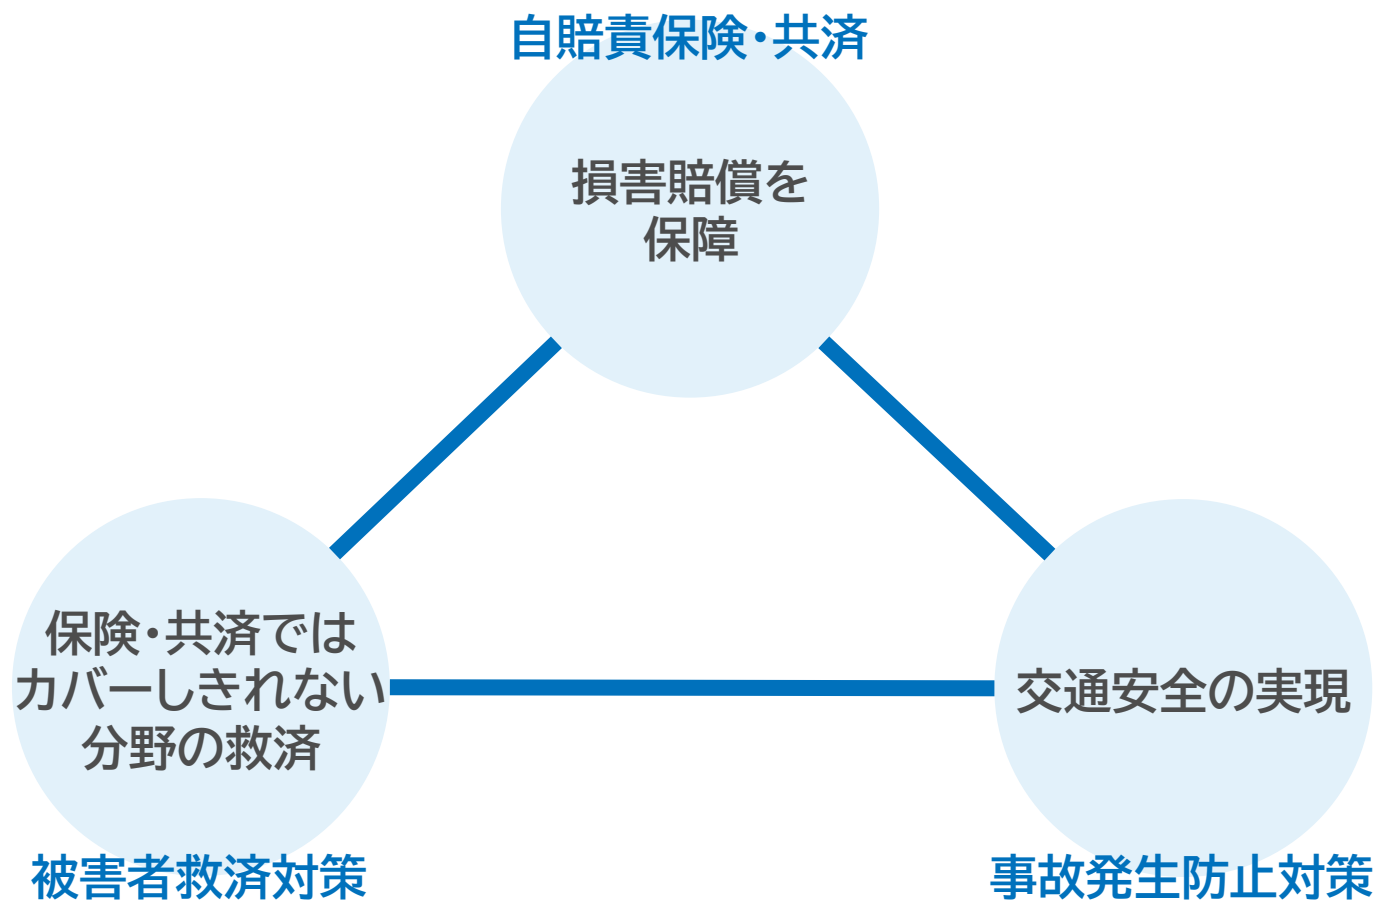 自賠責保険・共済
損害賠償を
保障
保険・共済では
カバーしきれない
分野の救済
被害者救済対策
交通安全の実現
事故発生防止対策